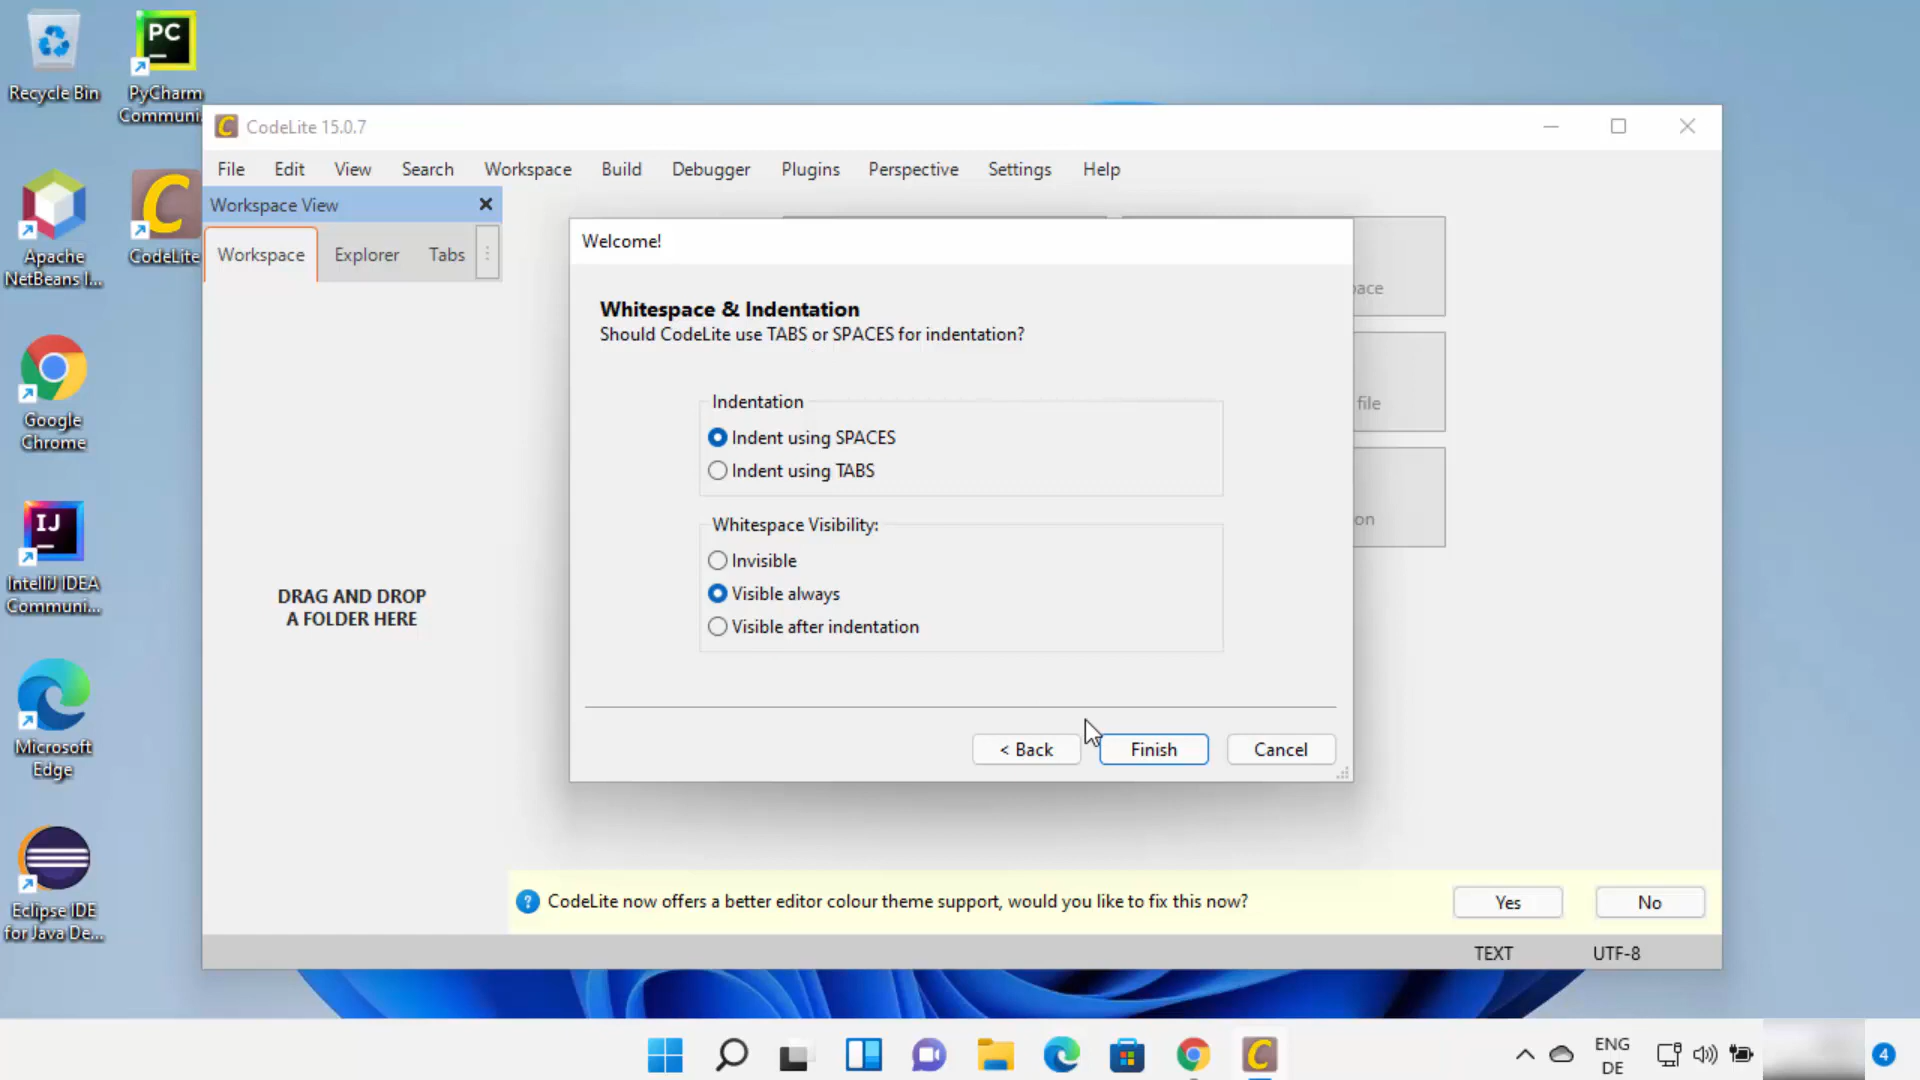 Recycle Bin
PC
PyCharm
Communi...
Apache
NetBeans I...
CodeLite
Google
Chrome
IJ
IntelliJ IDEA
Communi...
Microsoft
Edge
Eclipse IDE
for Java De...
CodeLite 15.0.7
File Edit View Search Workspace Build Debugger Plugins Perspective Settings Help
Workspace View
Workspace Explorer Tabs
DRAG AND DROP
A FOLDER HERE
Welcome!
Whitespace & Indentation
Should CodeLite use TABS or SPACES for indentation?
Indentation
Indent using SPACES
Indent using TABS
Whitespace Visibility:
Invisible
Visible always
Visible after indentation
< Back Finish Cancel
pace
file
on
CodeLite now offers a better editor colour theme support, would you like to fix this now?
Yes No
TEXT UTF-8
ENG
DE
4